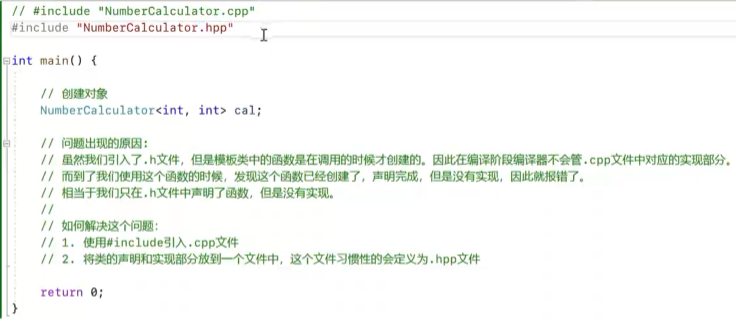 // #include "NumberCalculator.cpp"
#include "NumberCalculator.hpp"
int main() {
// 创建对象
NumberCalculator<int, int> cal;
// 问题出现的原因:
// 虽然我们引入了.h文件，但是模板类中的函数是在调用的时候才创建的。因此在编译阶段编译器不会管.cpp文件中对应的实现部分。
// 而到了我们使用这个函数的时候，发现这个函数已经创建了，声明完成，但是没有实现，因此就报错了。
// 相当于我们只在.h文件中声明了函数，但是没有实现。
//
// 如何解决这个问题:
// 1. 使用#include引入.cpp文件
// 2. 将类的声明和实现部分放到一个文件中，这个文件习惯性的会定义为.hpp文件
return 0;
}